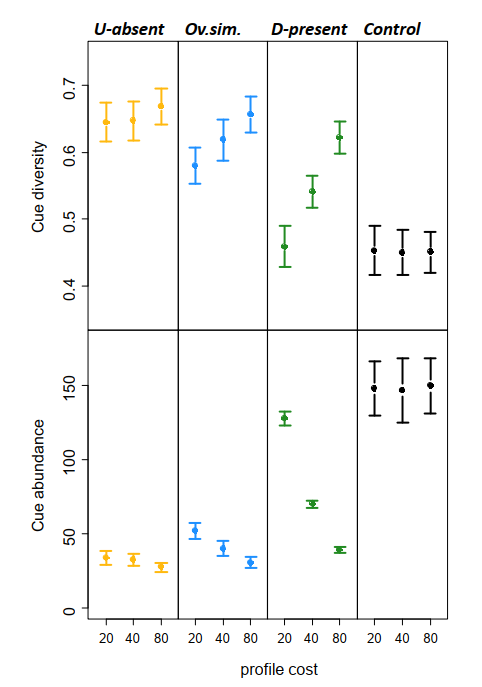 U-absent Ov.sim. D-present Control
Cue diversity
0.7
0.6
0.5
0.4
Cue abundance
150
100
50
0
20 40 80 20 40 80 20 40 80 20 40 80
profile cost